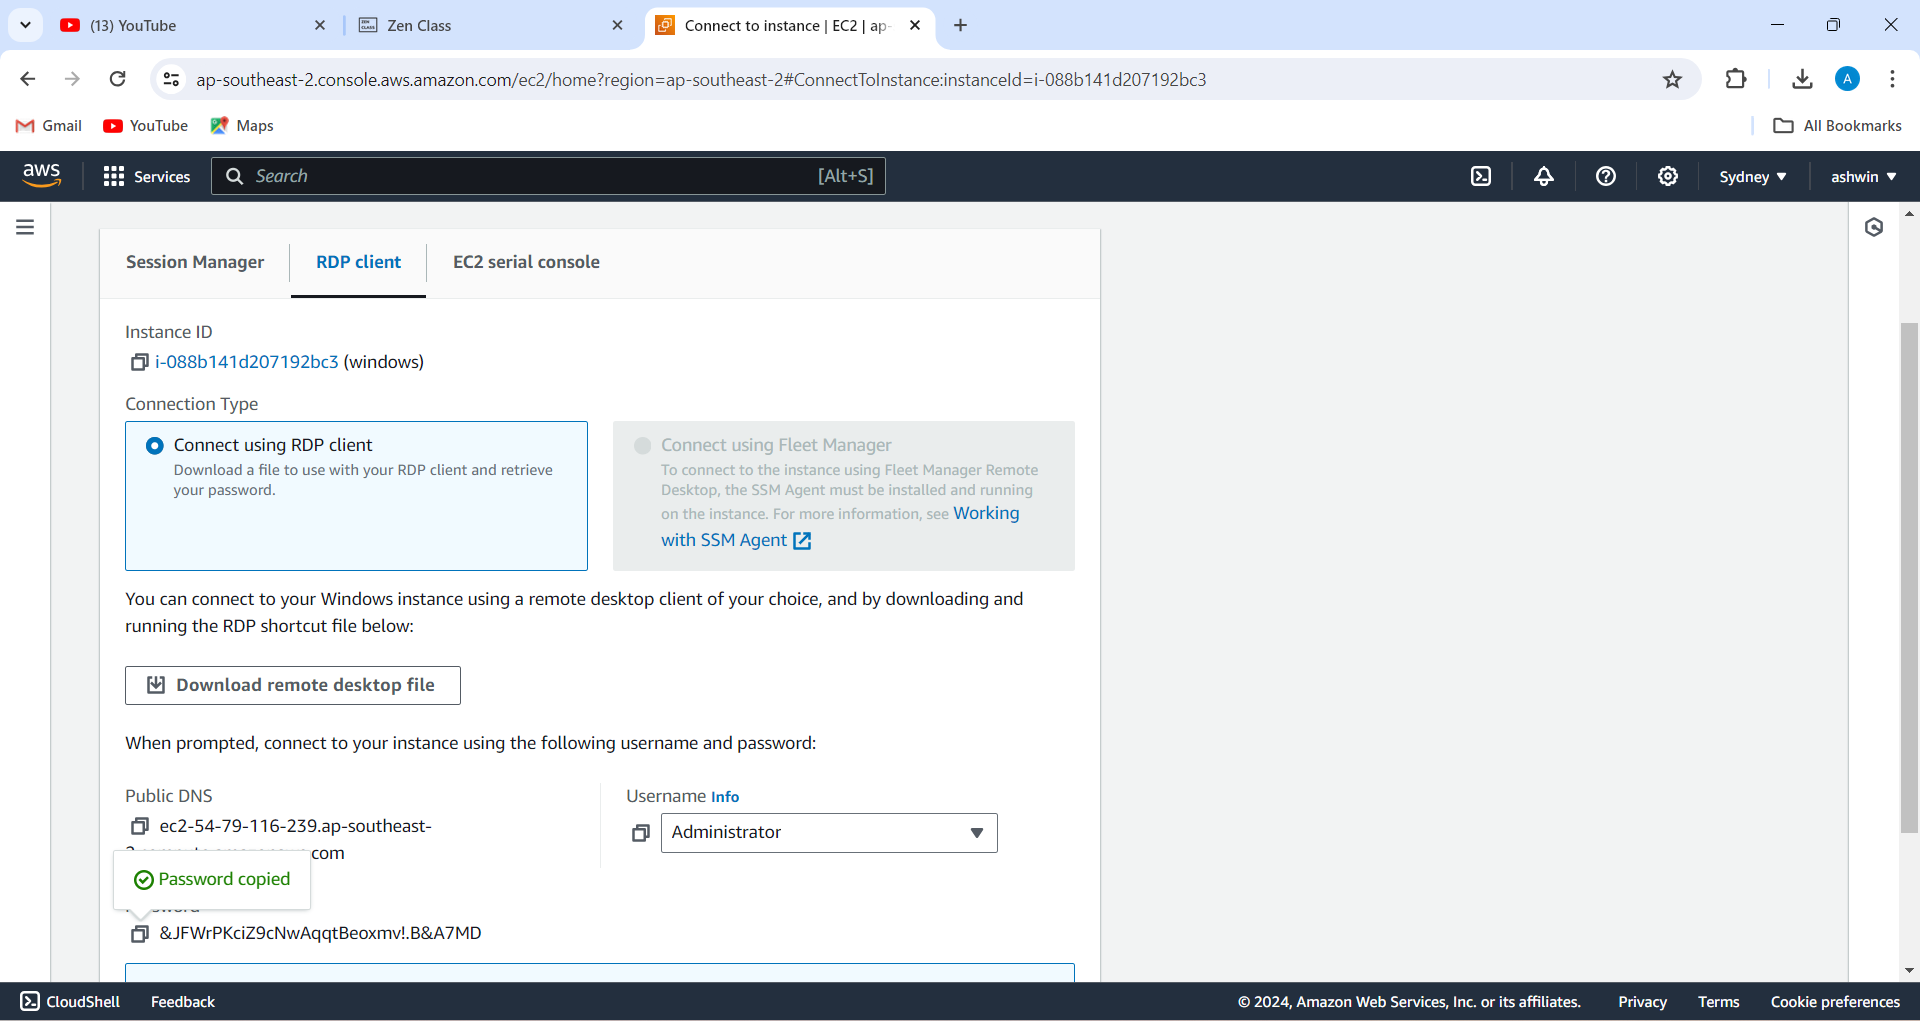 (13) YouTube
Zen Class
Connect to instance | EC2 | ap-
ap-southeast-2.console.aws.amazon.com/ec2/home?region=ap-southeast-2#ConnectToInstance:instanceId=i-088b141d207192bc3
A
Gmail
YouTube
Maps
All Bookmarks
aws
Services
Search
[Alt+S]
Sydney
ashwin
Session Manager
RDP client
EC2 serial console
Instance ID
i-088b141d207192bc3 (windows)
Connection Type
Connect using RDP client
Download a file to use with your RDP client and retrieve
your password.
Connect using Fleet Manager
To connect to the instance using Fleet Manager Remote
Desktop, the SSM Agent must be installed and running
on the instance. For more information, see Working
with SSM Agent
You can connect to your Windows instance using a remote desktop client of your choice, and by downloading and
running the RDP shortcut file below:
Download remote desktop file
When prompted, connect to your instance using the following username and password:
Public DNS
ec2-54-79-116-239.ap-southeast-
com
Username Info
Administrator
Password copied
&JFWrPKciZ9cNwAqqtBeoxmv!.B&A7MD
CloudShell
Feedback
© 2024, Amazon Web Services, Inc. or its affiliates.
Privacy
Terms
Cookie preferences